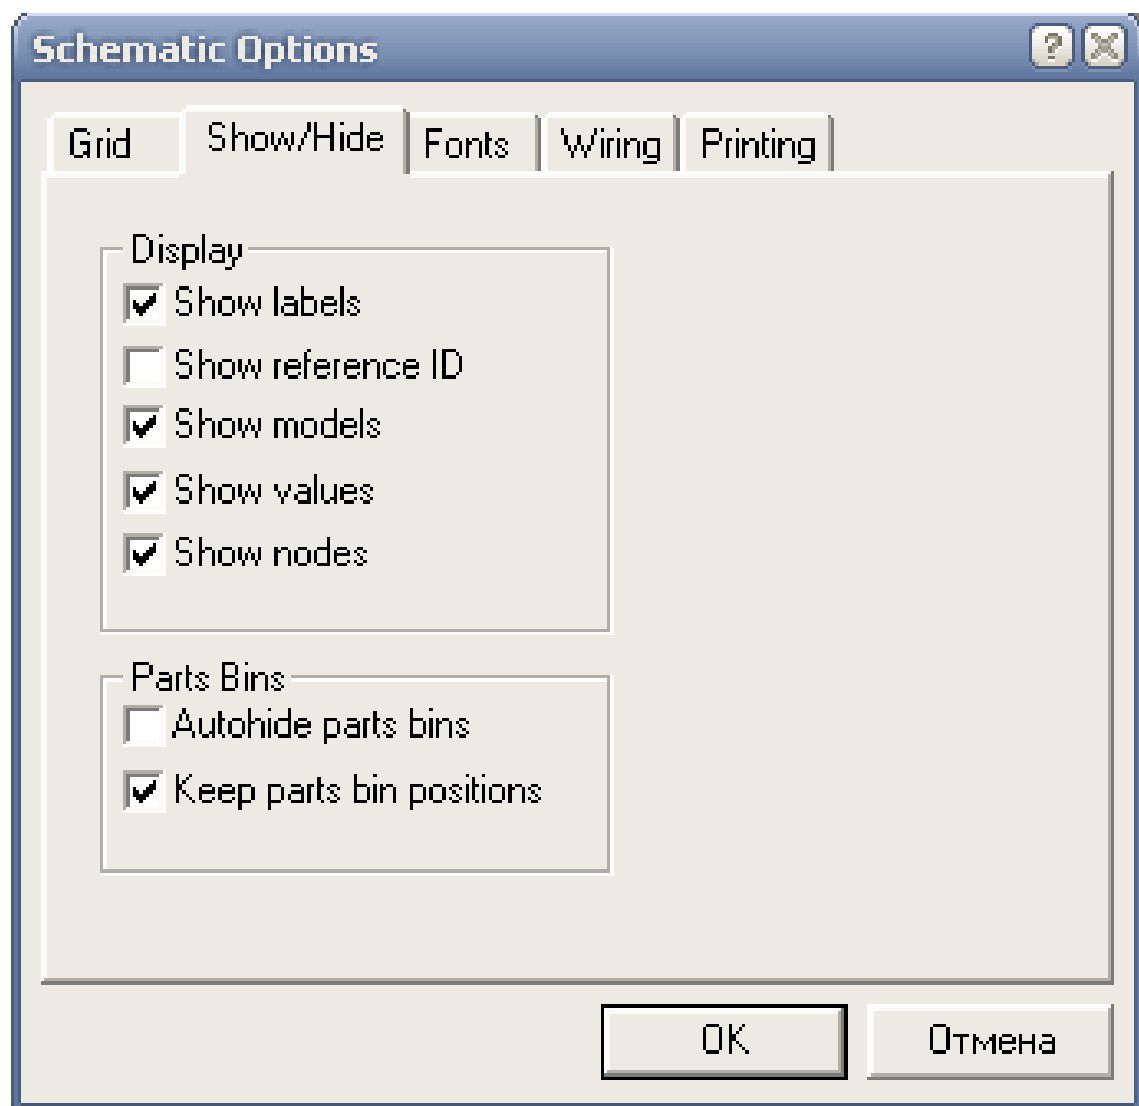 Schematic Options
Grid Show/Hide Fonts Wiring Printing
Display
Show labels
Show reference ID
Show models
Show values
Show nodes
Parts Bins
Autohide parts bins
Keep parts bin positions
OK Отмена